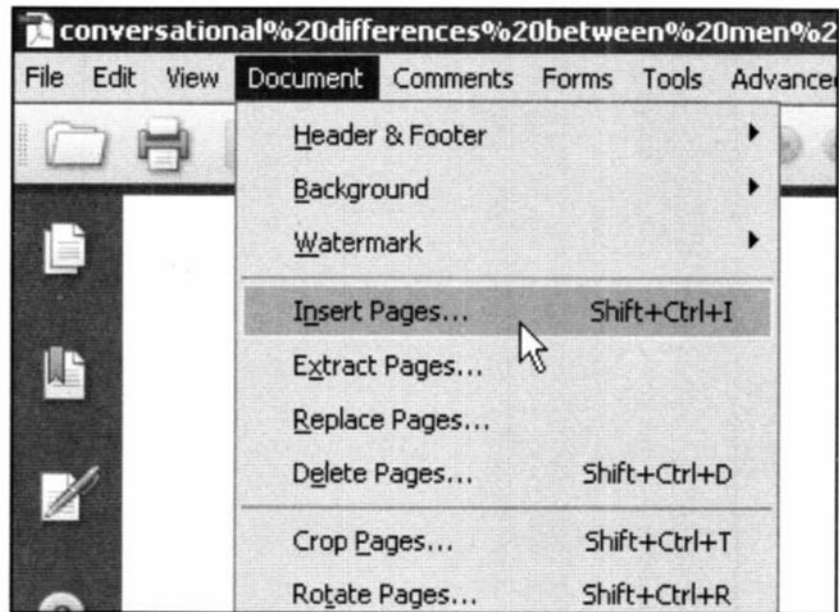 conversational%20differences%20between%20men%2
File Edit View Document Comments Forms Tools Advance
Header & Footer
Background
Watermark
Insert Pages... Shift+Ctrl+I
Extract Pages...
Replace Pages...
Delete Pages... Shift+Ctrl+D
Crop Pages... Shift+Ctrl+T
Rotate Pages... Shift+Ctrl+R